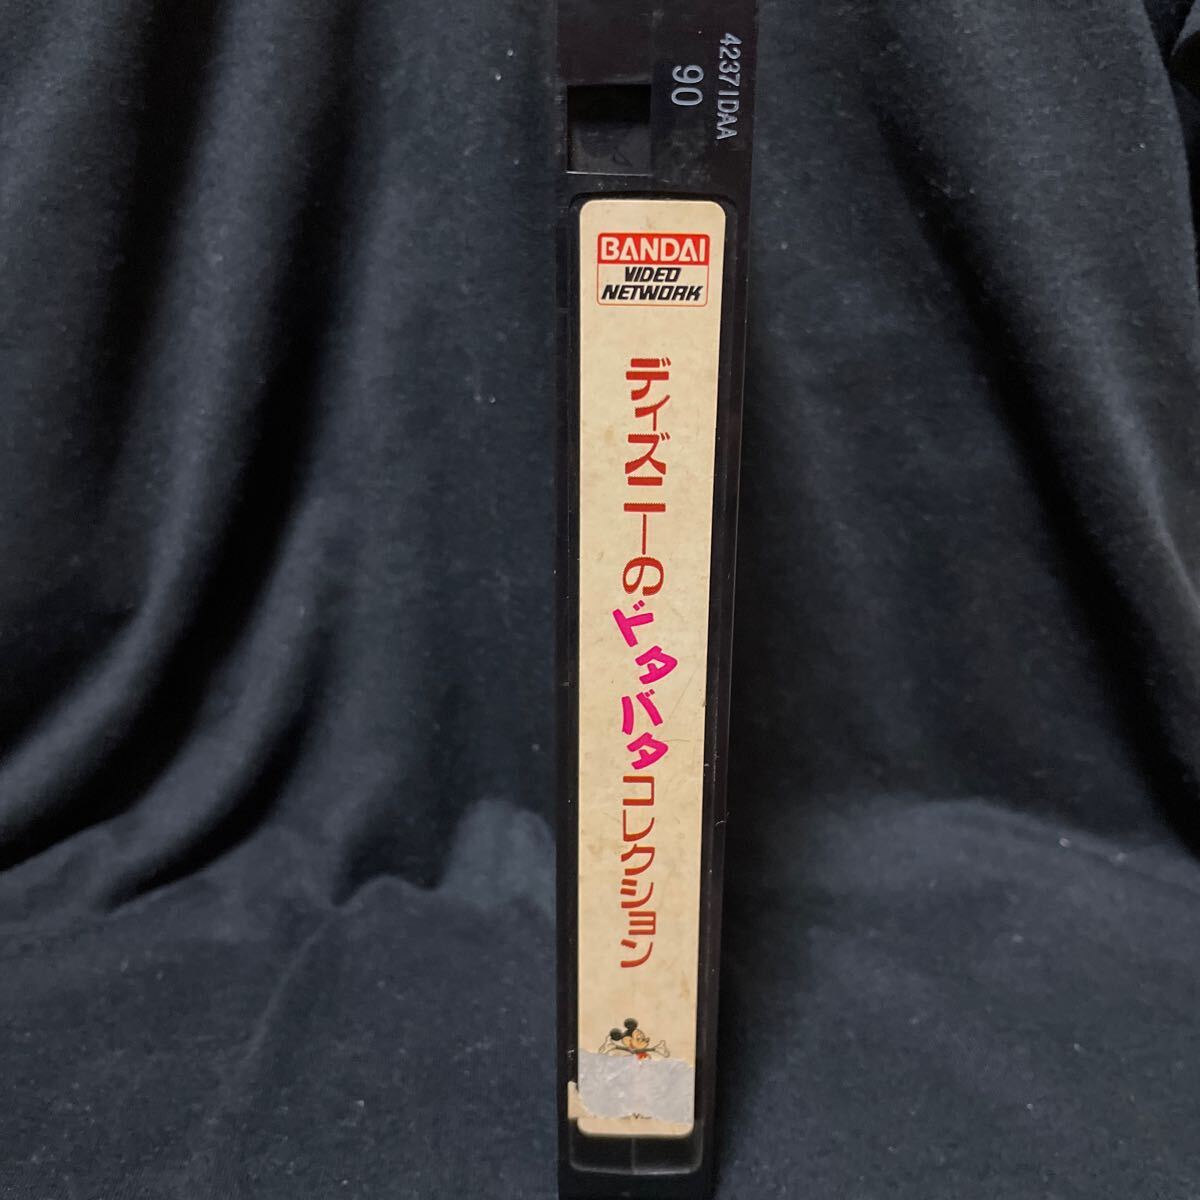 4237 IDAA
90
BANDAI
VIDEO
NETWORK
ディズニーのドタバタコレクション